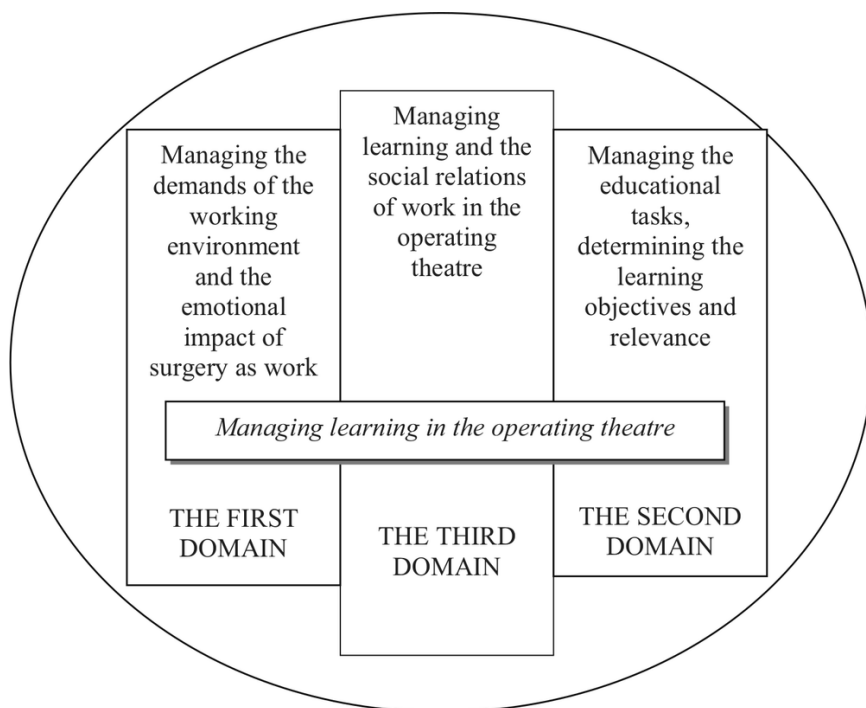 Managing the
demands of the
working
environment
and the
emotional
impact of
surgery as work
THE FIRST
DOMAIN
Managing
learning and the
social relations
of work in the
operating
theatre
THE THIRD
DOMAIN
Managing the
educational
tasks,
determining the
learning
objectives and
relevance
THE SECOND
DOMAIN
Managing learning in the operating theatre